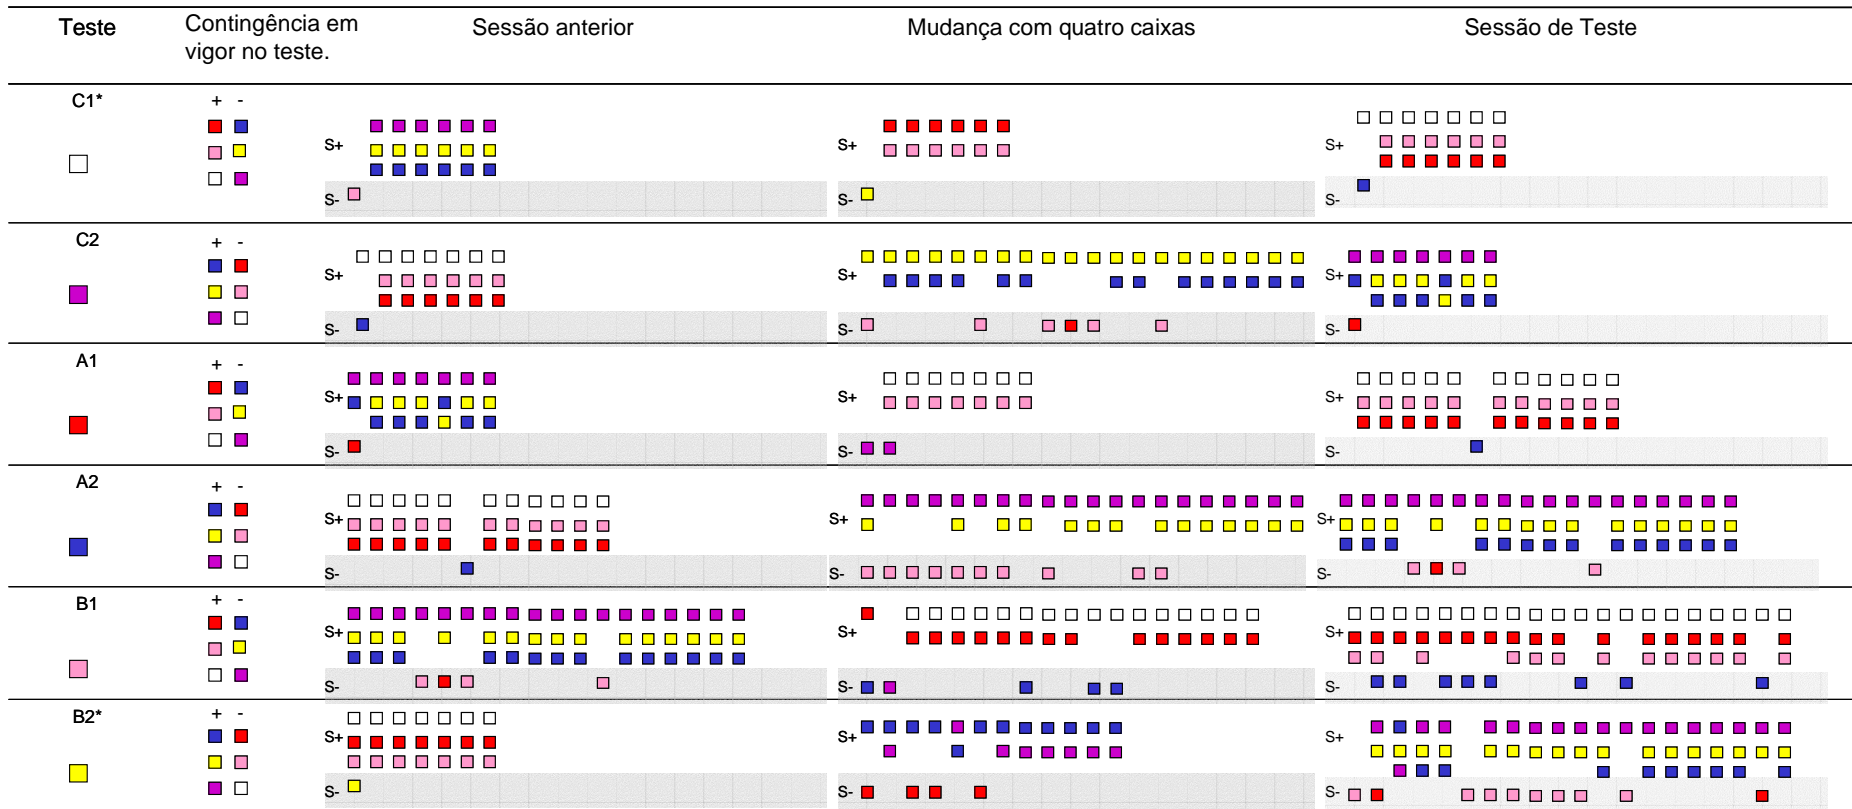 Teste Contingência em vigor no teste. Sessão anterior Mudança com quatro caixas Sessão de Teste
C1*
+ -
S+ S+ S+
S- S- S-
C2
+ -
S+ S+ S+
S- S- S-
A1
+ -
S+ S+ S+
S- S- S-
A2
+ -
S+ S+ S+
S- S- S-
B1
+ -
S+ S+ S+
S- S- S-
B2*
+ -
S+ S+ S+
S- S- S-